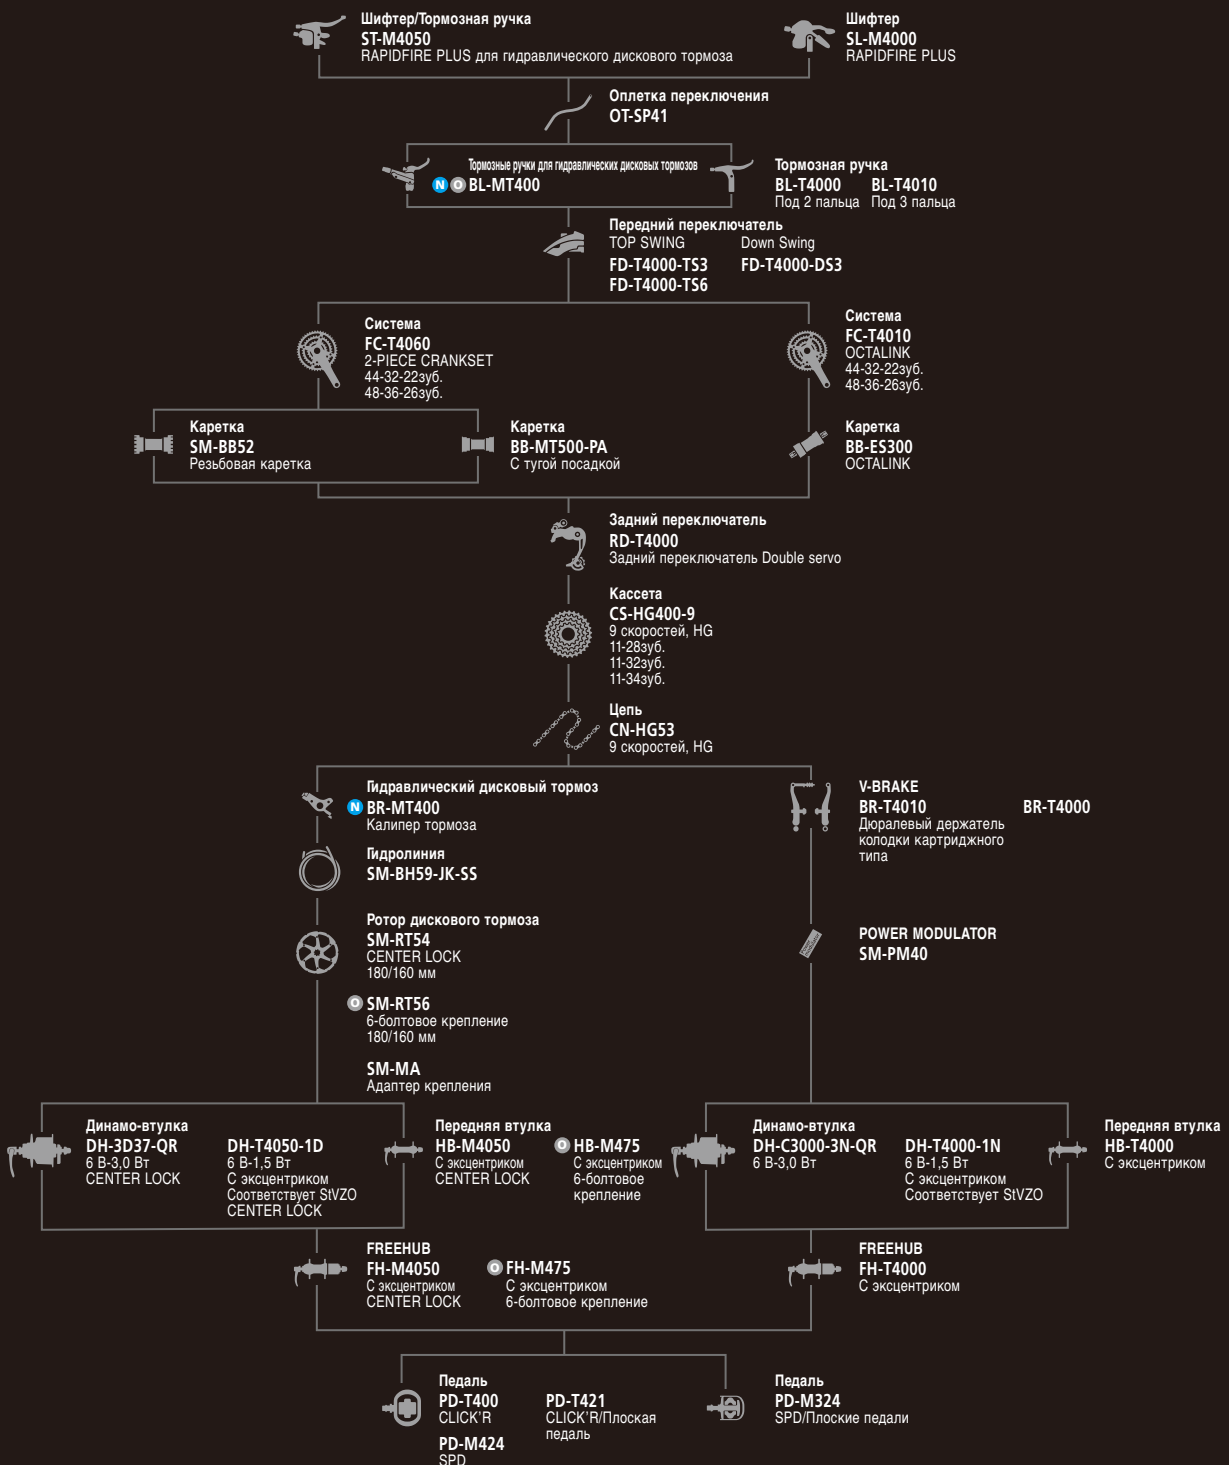 Шифтер/Тормозная ручка
ST-M4050
RAPIDFIRE PLUS для гидравлического дискового тормоза
Шифтер
SL-M4000
RAPIDFIRE PLUS
Оплетка переключения
OT-SP41
Тормозные ручки для гидравлических дисковых тормозов
N O BL-MT400
Тормозная ручка
BL-T4000 BL-T4010
Под 2 пальца Под 3 пальца
Передний переключатель
TOP SWING Down Swing
FD-T4000-TS3 FD-T4000-DS3
FD-T4000-TS6
Система
FC-T4060
2-PIECE CRANKSET
44-32-22зуб.
48-36-26зуб.
Система
FC-T4010
OCTALINK
44-32-22зуб.
48-36-26зуб.
Каретка
SM-BB52
Резьбовая каретка
Каретка
BB-MT500-PA
С тугой посадкой
Каретка
BB-ES300
OCTALINK
Задний переключатель
RD-T4000
Задний переключатель Double servo
Кассета
CS-HG400-9
9 скоростей, HG
11-28зуб.
11-32зуб.
11-34зуб.
Цепь
CN-HG53
9 скоростей, HG
Гидравлический дисковый тормоз
N BR-MT400
Калипер тормоза
Гидролиния
SM-BH59-JK-SS
Ротор дискового тормоза
SM-RT54
CENTER LOCK
180/160 мм
O SM-RT56
6-болтовое крепление
180/160 мм
SM-MA
Адаптер крепления
V-BRAKE
BR-T4010 BR-T4000
Дюралевый держатель
колодки картриджного
типа
POWER MODULATOR
SM-PM40
Динамо-втулка
DH-3D37-QR
6 В-3,0 Вт
CENTER LOCK
DH-T4050-1D
6 В-1,5 Вт
С эксцентриком
Соответствует StVZO
CENTER LOCK
Передняя втулка
HB-M4050
С эксцентриком
CENTER LOCK
O HB-M475
С эксцентриком
6-болтовое
крепление
Динамо-втулка
DH-C3000-3N-QR
6 В-3,0 Вт
DH-T4000-1N
6 В-1,5 Вт
С эксцентриком
Соответствует StVZO
Передняя втулка
HB-T4000
С эксцентриком
FREEHUB
FH-M4050
С эксцентриком
CENTER LOCK
O FH-M475
С эксцентриком
6-болтовое крепление
FREEHUB
FH-T4000
С эксцентриком
Педаль
PD-T400
CLICK'R
PD-M424
SPD
PD-T421
CLICK'R/Плоская
педаль
Педаль
PD-M324
SPD/Плоские педали